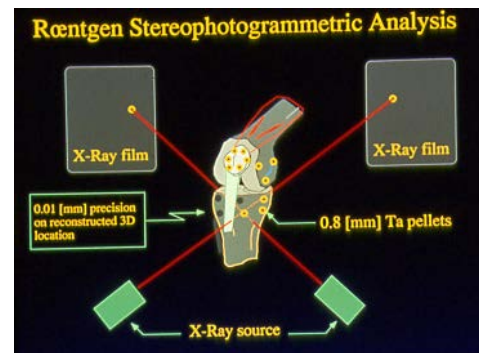 Rœntgen Stereophotogrammetric Analysis
X-Ray film
X-Ray film
0.01 [mm] precision
on reconstructed 3D
location
0.8 [mm] Ta pellets
X-Ray source